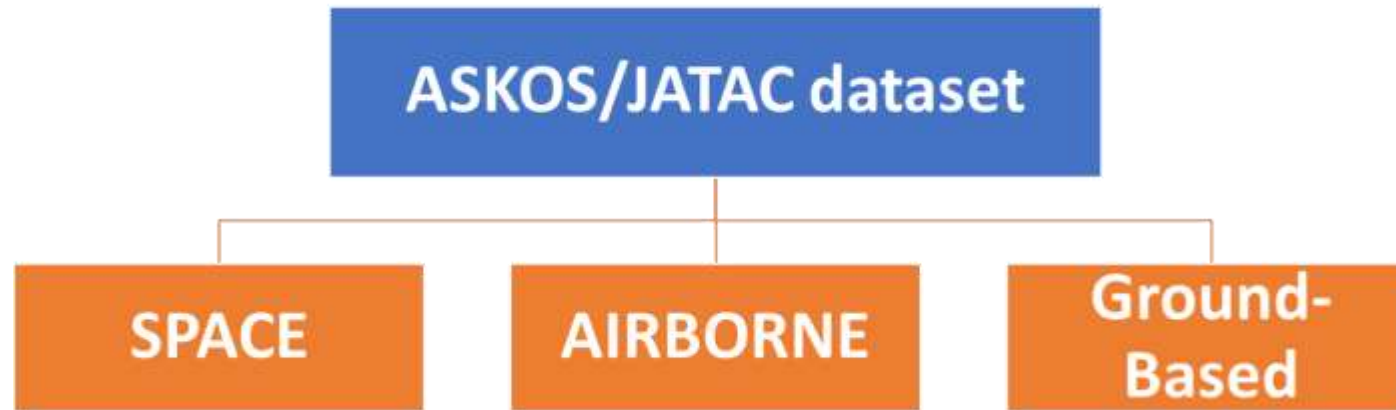 ASKOS/JATAC dataset
SPACE
AIRBORNE
Ground-
Based